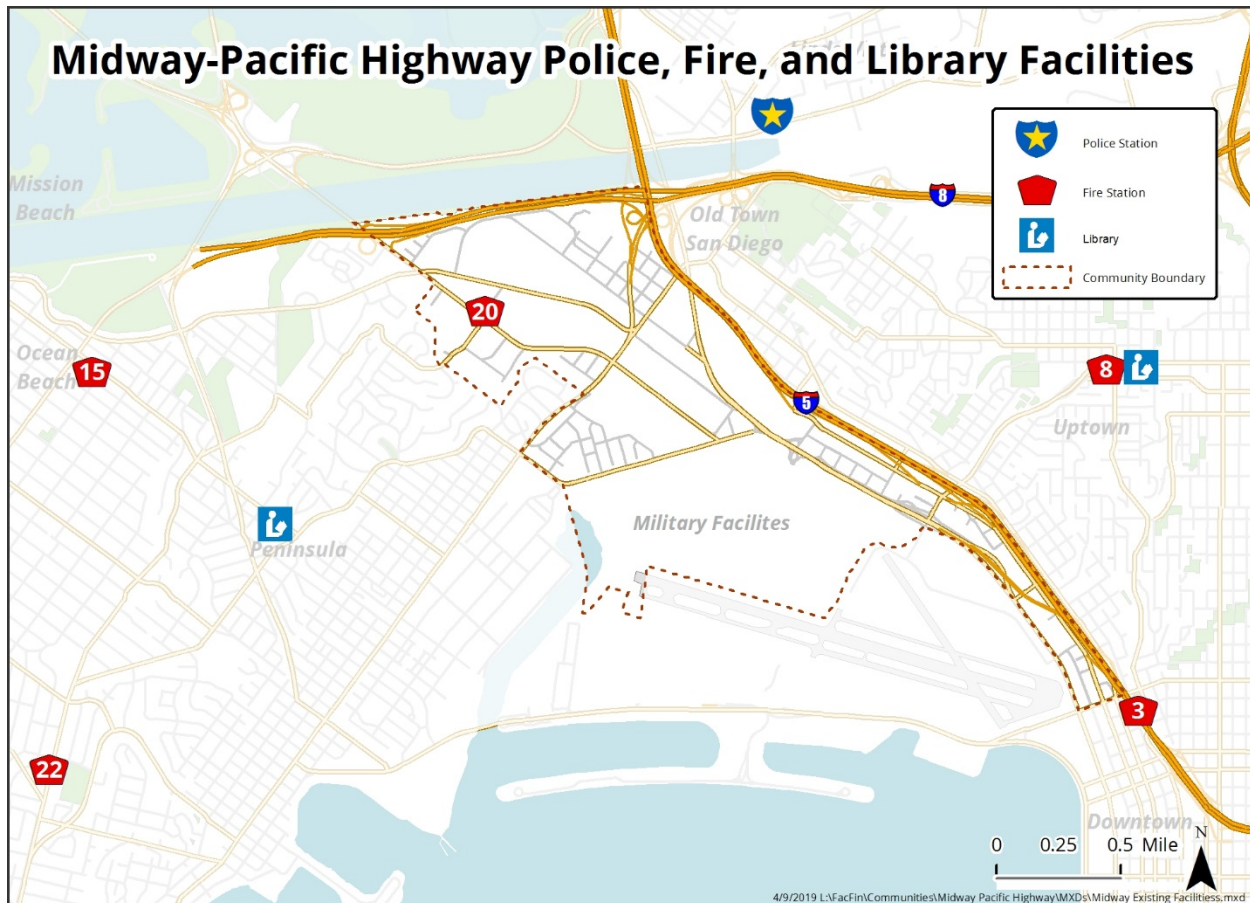 Midway-Pacific Highway Police, Fire, and Library Facilities
Police Station
Fire Station
Library
Community Boundary
Mission
Beach
8
Old Town
San Diego
20
Ocean
Beach
15
8
5
Uptown
Peninsula
Military Facilites
3
22
Downtown
N
0 0.25 0.5 Mile
4/9/2019 L:\FacFin\Communities\Midway Pacific Highway\MXDs\Midway Existing Facilitiess.mxd